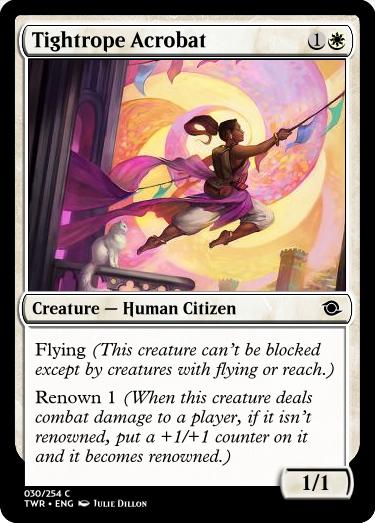 Tightrope Acrobat 1
Creature — Human Citizen
Flying (This creature can't be blocked
except by creatures with flying or reach.)
Renown 1 (When this creature deals
combat damage to a player, if it isn't
renowned, put a +1/+1 counter on it
and it becomes renowned.)
1/1
030/254 C
TWR • ENG JULIE DILLON